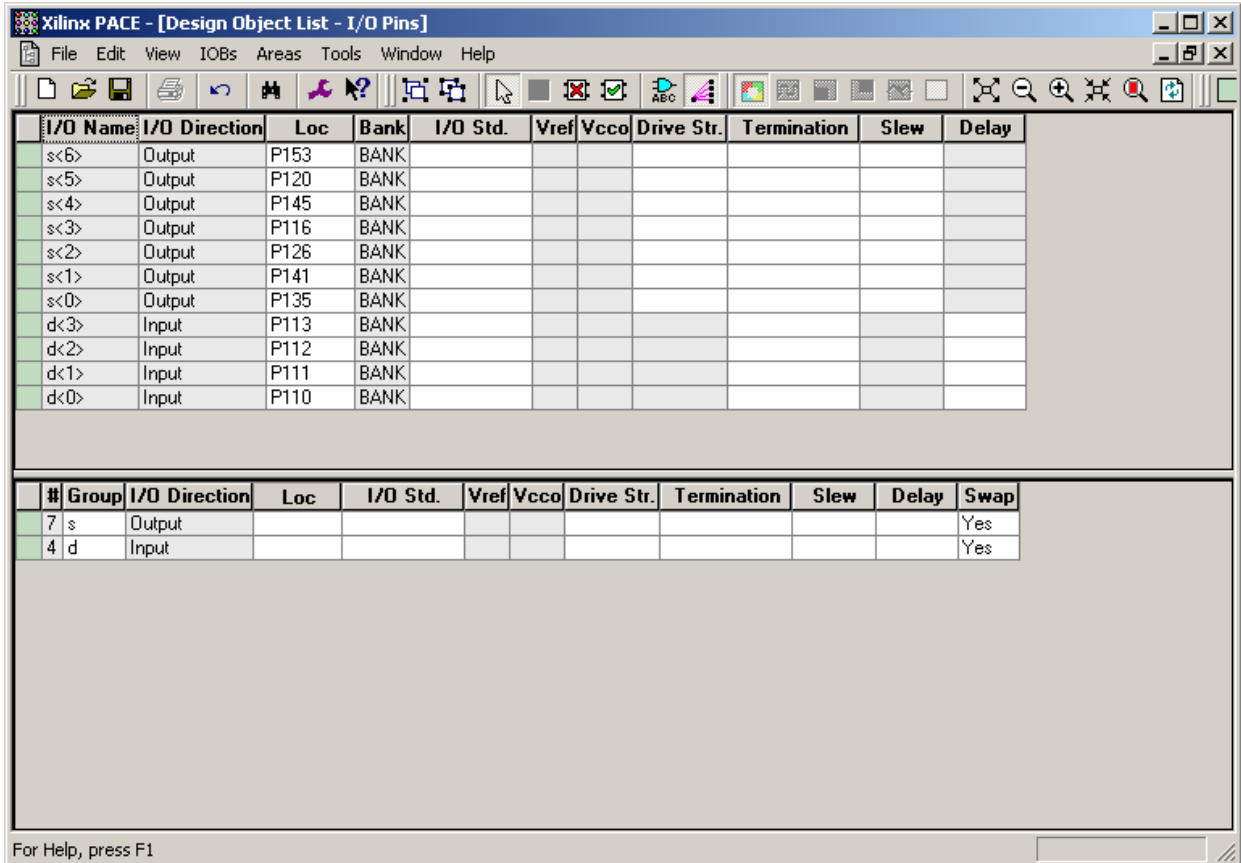 Xilinx PACE - [Design Object List - I/O Pins]
File Edit View IOBs Areas Tools Window Help
ABC
I/O Name I/O Direction Loc Bank I/O Std. Vref Vcco Drive Str. Termination Slew Delay
s<6> Output P153 BANK
s<5> Output P120 BANK
s<4> Output P145 BANK
s<3> Output P116 BANK
s<2> Output P126 BANK
s<1> Output P141 BANK
s<0> Output P135 BANK
d<3> Input P113 BANK
d<2> Input P112 BANK
d<1> Input P111 BANK
d<0> Input P110 BANK
# Group I/O Direction Loc I/O Std. Vref Vcco Drive Str. Termination Slew Delay Swap
7 s Output Yes
4 d Input Yes
For Help, press F1